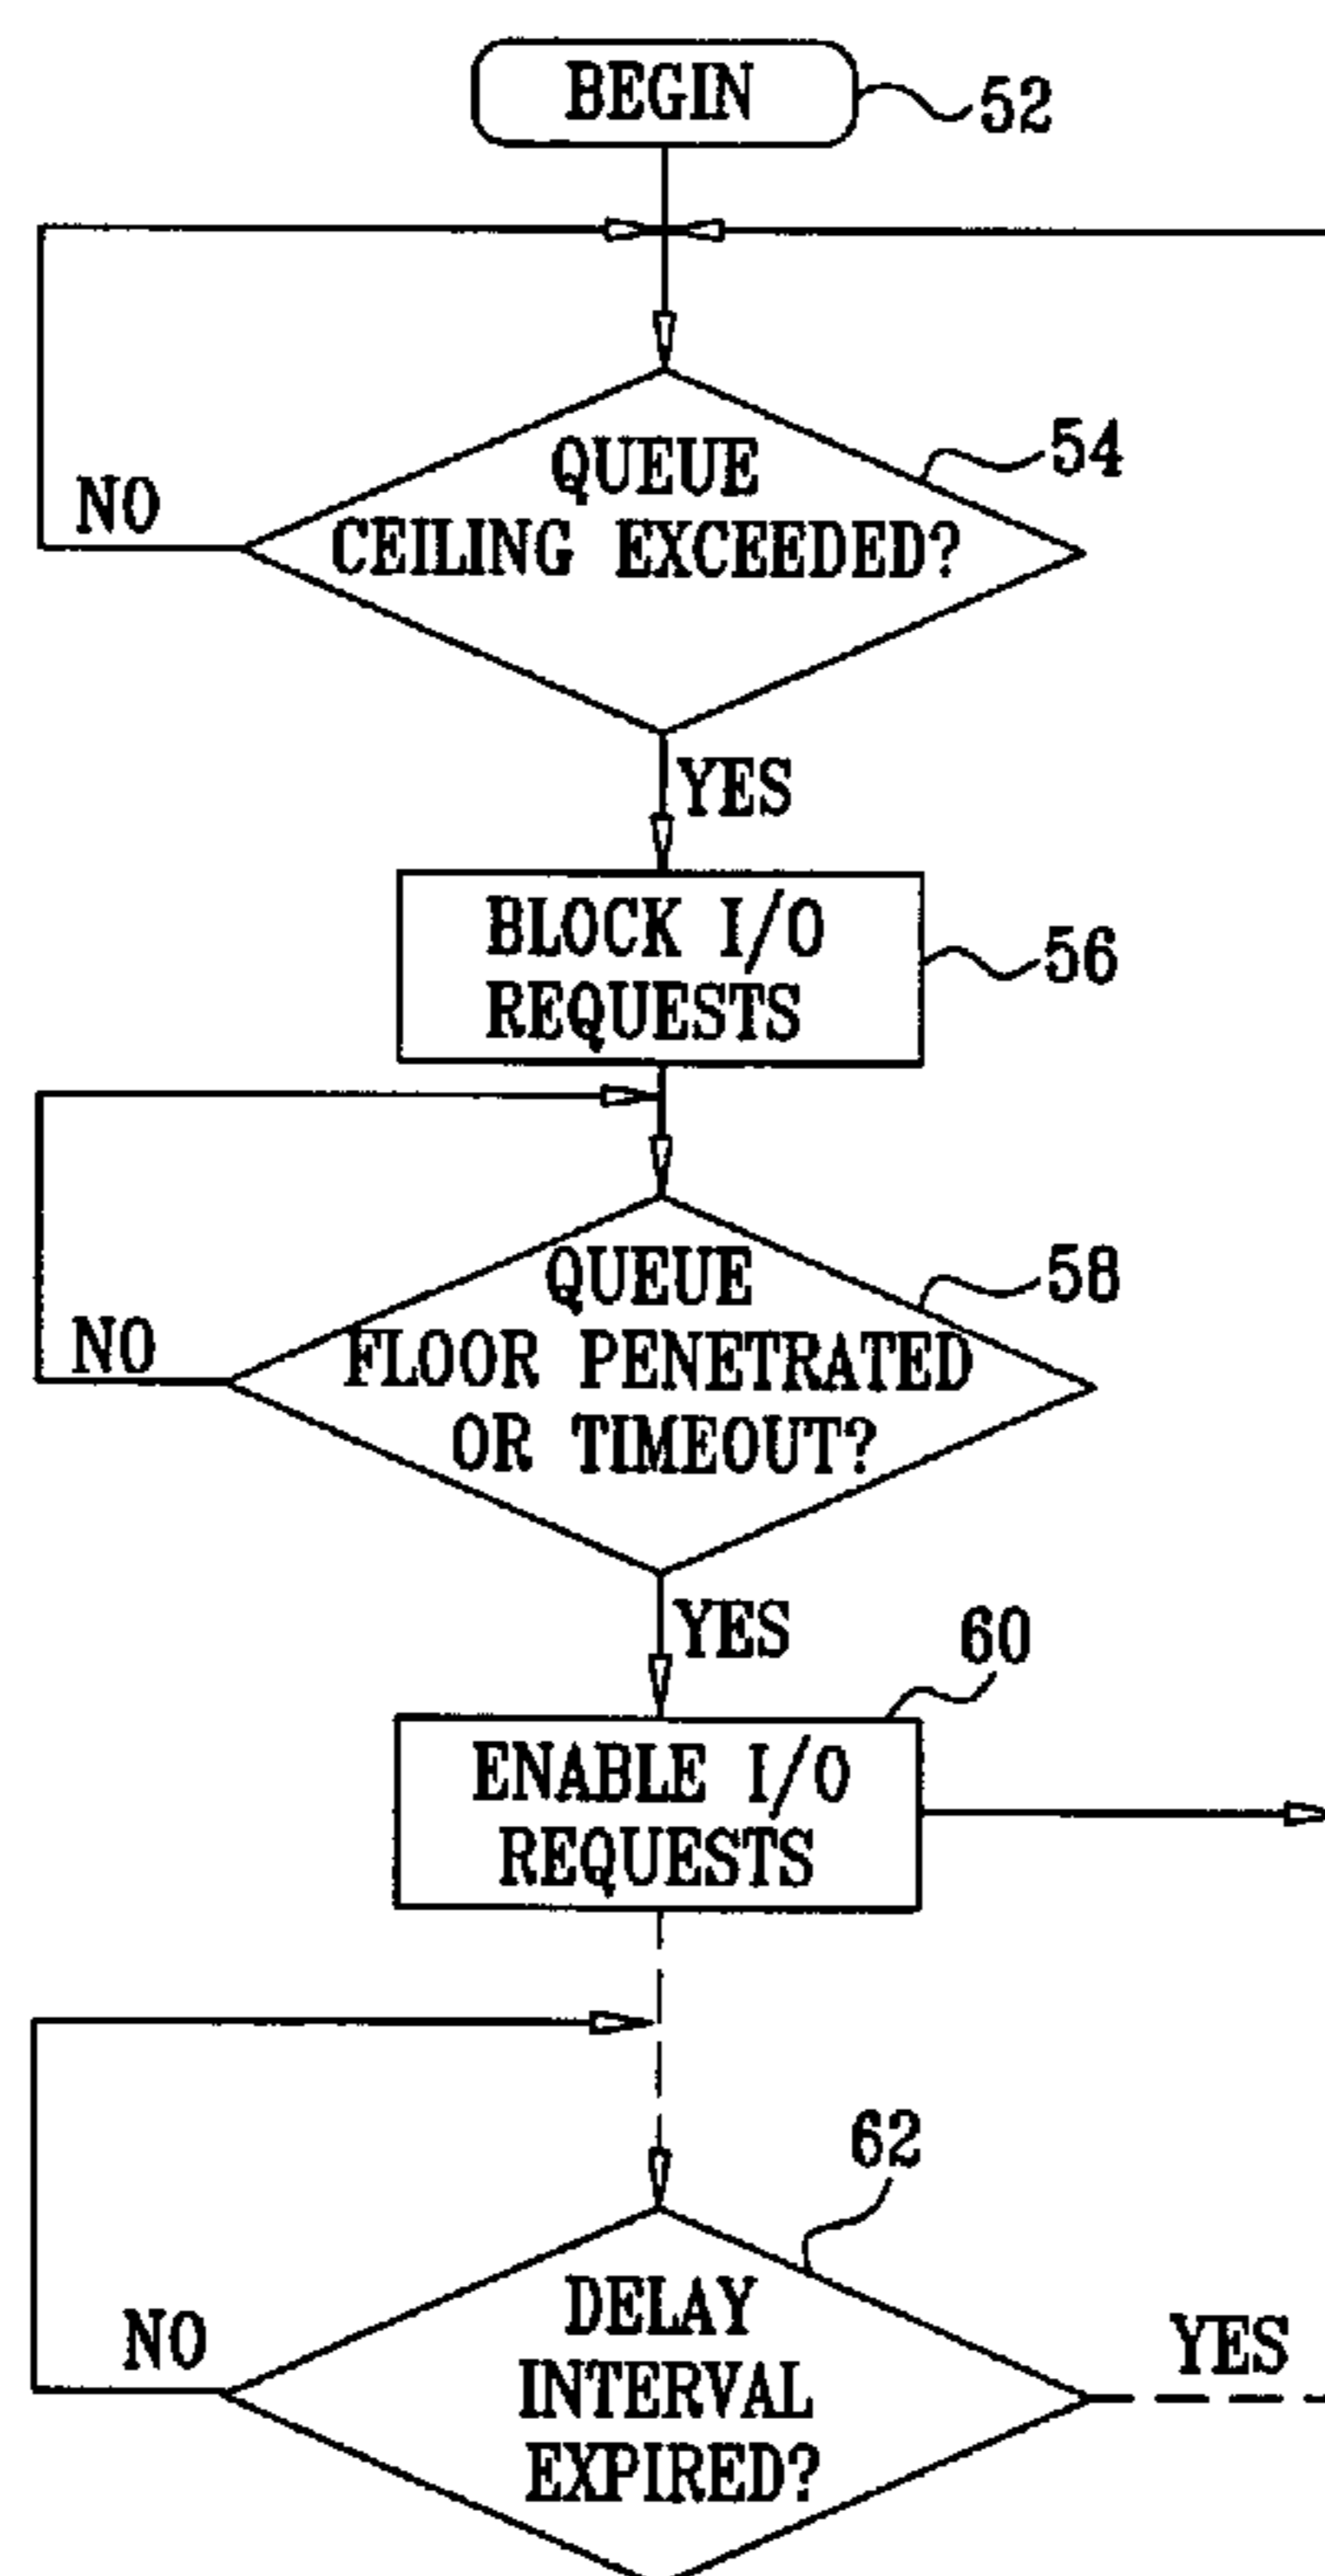 BEGIN
52
QUEUE
CEILING EXCEEDED?
54
NO
YES
BLOCK I/O
REQUESTS
56
QUEUE
FLOOR PENETRATED
OR TIMEOUT?
58
NO
YES
60
ENABLE I/O
REQUESTS
62
DELAY
INTERVAL
EXPIRED?
NO
YES